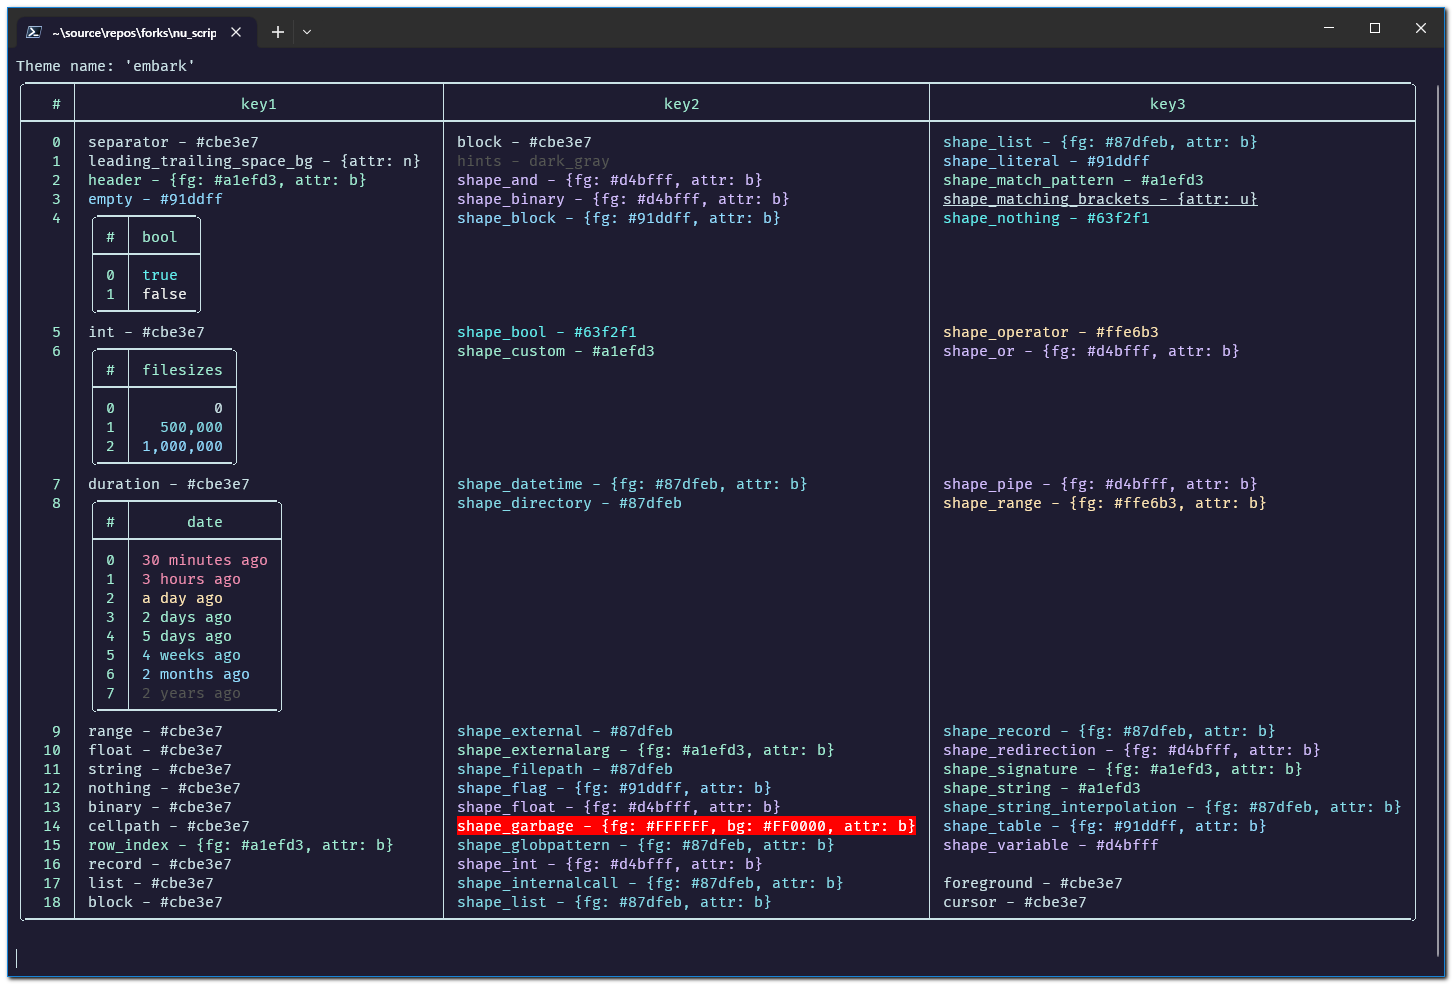 ~\source\repos\forks\nu_scrip
Theme name: 'embark'
# key1 key2 key3
0 separator - #cbe3e7 block - #cbe3e7 shape_list - {fg: #87dfeb, attr: b}
1 leading_trailing_space_bg - {attr: n} hints - dark_gray shape_literal - #91ddff
2 header - {fg: #a1efd3, attr: b} shape_and - {fg: #d4bfff, attr: b} shape_match_pattern - #a1efd3
3 empty - #91ddff shape_binary - {fg: #d4bfff, attr: b} shape_matching_brackets - {attr: u}
4 shape_block - {fg: #91ddff, attr: b} shape_nothing - #63f2f1
# bool
0 true
1 false
5 int - #cbe3e7 shape_bool - #63f2f1 shape_operator - #ffe6b3
6 shape_custom - #a1efd3 shape_or - {fg: #d4bfff, attr: b}
# filesizes
0 0
1 500,000
2 1,000,000
7 duration - #cbe3e7 shape_datetime - {fg: #87dfeb, attr: b} shape_pipe - {fg: #d4bfff, attr: b}
8 shape_directory - #87dfeb shape_range - {fg: #ffe6b3, attr: b}
# date
0 30 minutes ago
1 3 hours ago
2 a day ago
3 2 days ago
4 5 days ago
5 4 weeks ago
6 2 months ago
7 2 years ago
9 range - #cbe3e7 shape_external - #87dfeb shape_record - {fg: #87dfeb, attr: b}
10 float - #cbe3e7 shape_externalarg - {fg: #a1efd3, attr: b} shape_redirection - {fg: #d4bfff, attr: b}
11 string - #cbe3e7 shape_filepath - #87dfeb shape_signature - {fg: #a1efd3, attr: b}
12 nothing - #cbe3e7 shape_flag - {fg: #91ddff, attr: b} shape_string - #a1efd3
13 binary - #cbe3e7 shape_float - {fg: #d4bfff, attr: b} shape_string_interpolation - {fg: #87dfeb, attr: b}
14 cellpath - #cbe3e7 shape_garbage - {fg: #FFFFFF, bg: #FF0000, attr: b} shape_table - {fg: #91ddff, attr: b}
15 row_index - {fg: #a1efd3, attr: b} shape_globpattern - {fg: #87dfeb, attr: b} shape_variable - #d4bfff
16 record - #cbe3e7 shape_int - {fg: #d4bfff, attr: b}
17 list - #cbe3e7 shape_internalcall - {fg: #87dfeb, attr: b} foreground - #cbe3e7
18 block - #cbe3e7 shape_list - {fg: #87dfeb, attr: b} cursor - #cbe3e7